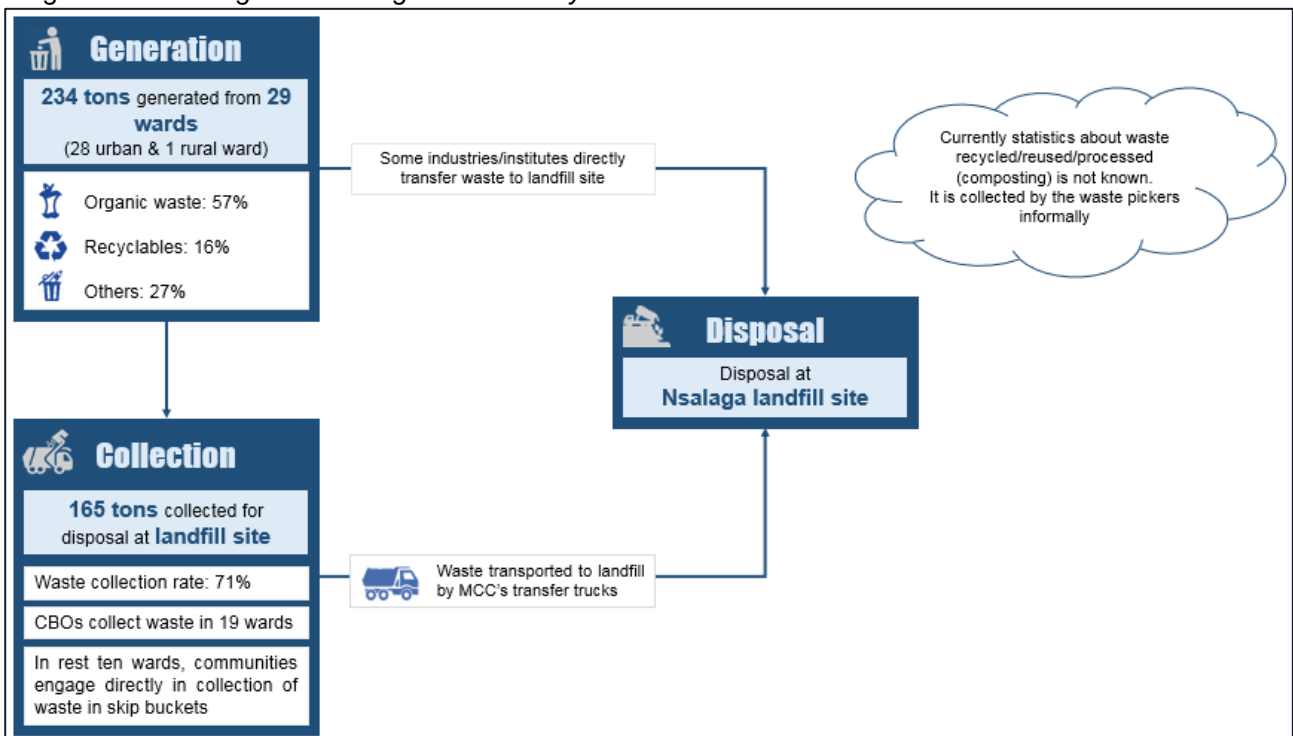 Generation
234 tons generated from 29
wards
(28 urban & 1 rural ward)
Organic waste: 57%
Recyclables: 16%
Others: 27%
Some industries/institutes directly
transfer waste to landfill site
Currently statistics about waste
recycled/reused/processed
(composting) is not known.
It is collected by the waste pickers
informally
Disposal
Disposal at
Nsalaga landfill site
Collection
165 tons collected for
disposal at landfill site
Waste collection rate: 71%
CBOs collect waste in 19 wards
In rest ten wards, communities
engage directly in collection of
waste in skip buckets
Waste transported to landfill
by MCC's transfer trucks